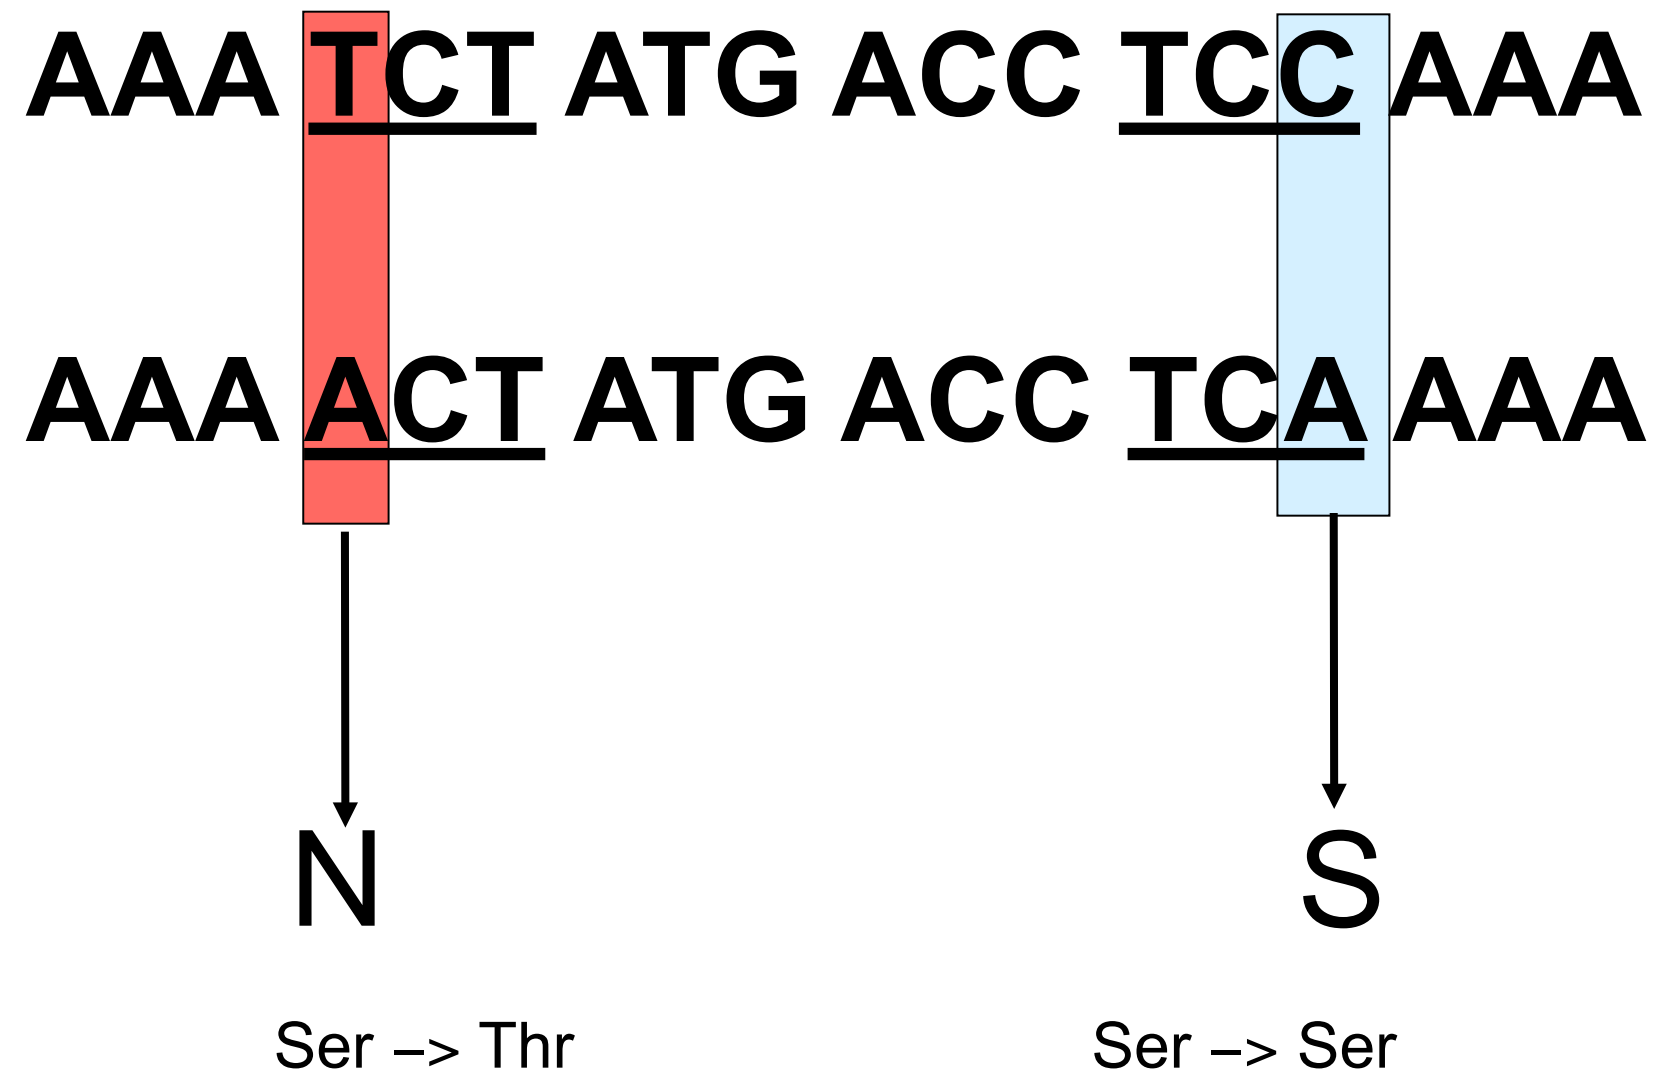 AAA TCT ATG ACC TCC AAA
AAA ACT ATG ACC TCA AAA
N S
Ser –> Thr Ser –> Ser